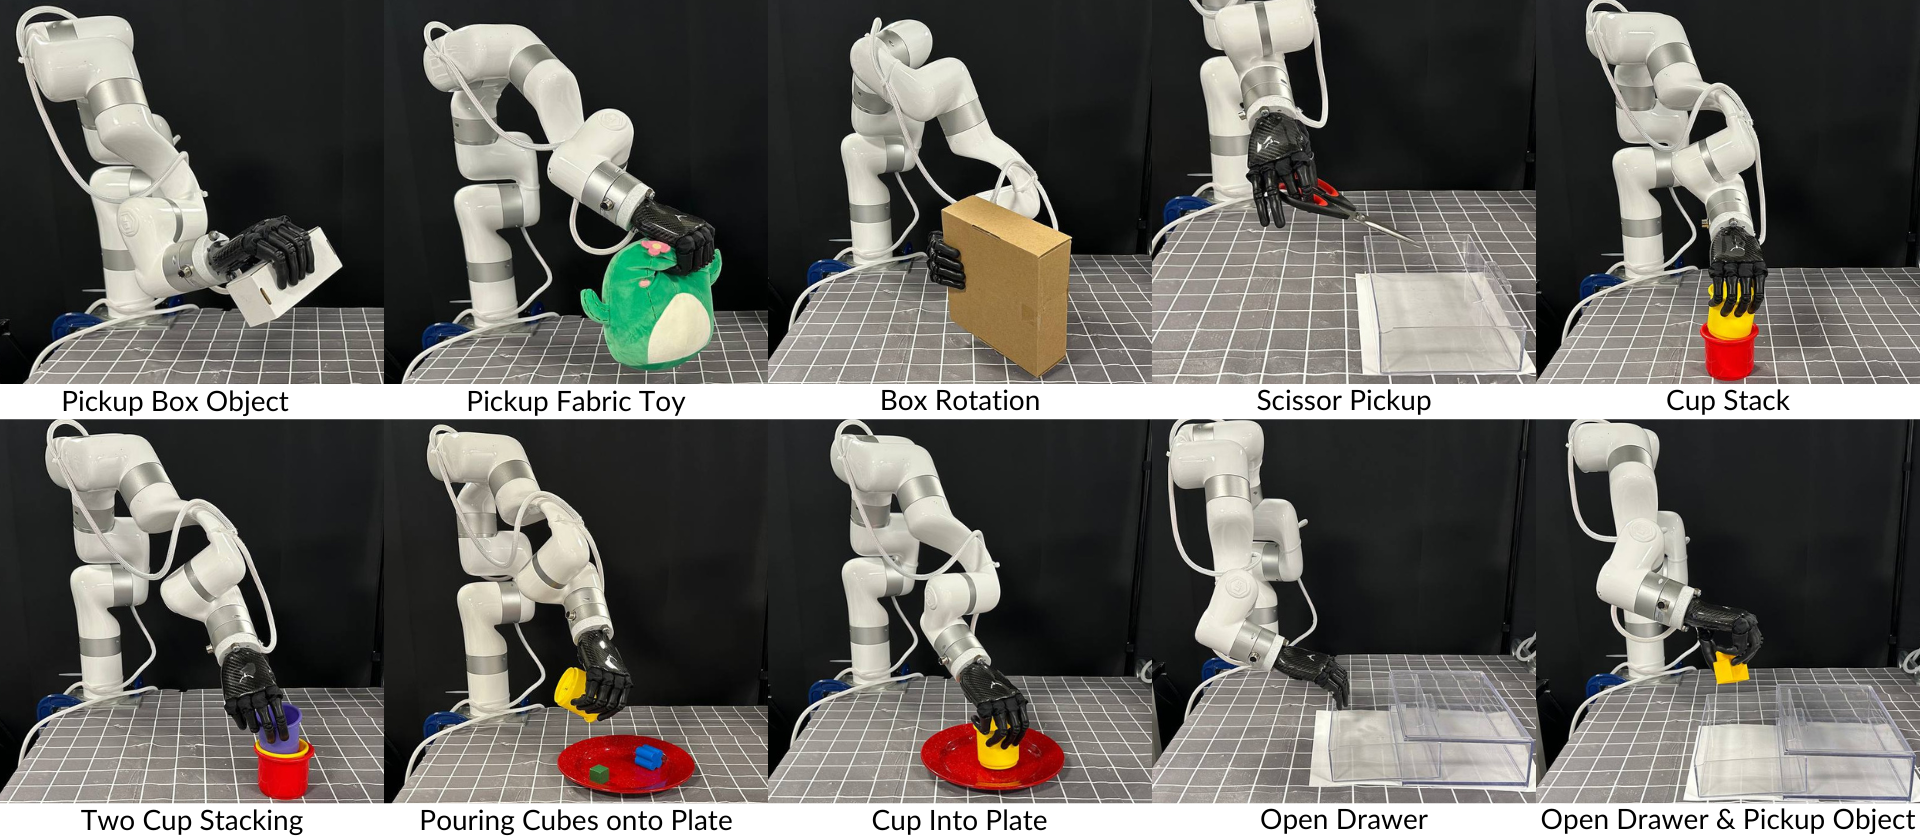 Pickup Box Object
Pickup Fabric Toy
Box Rotation
Scissor Pickup
Cup Stack
Two Cup Stacking
Pouring Cubes onto Plate
Cup Into Plate
Open Drawer
Open Drawer & Pickup Object